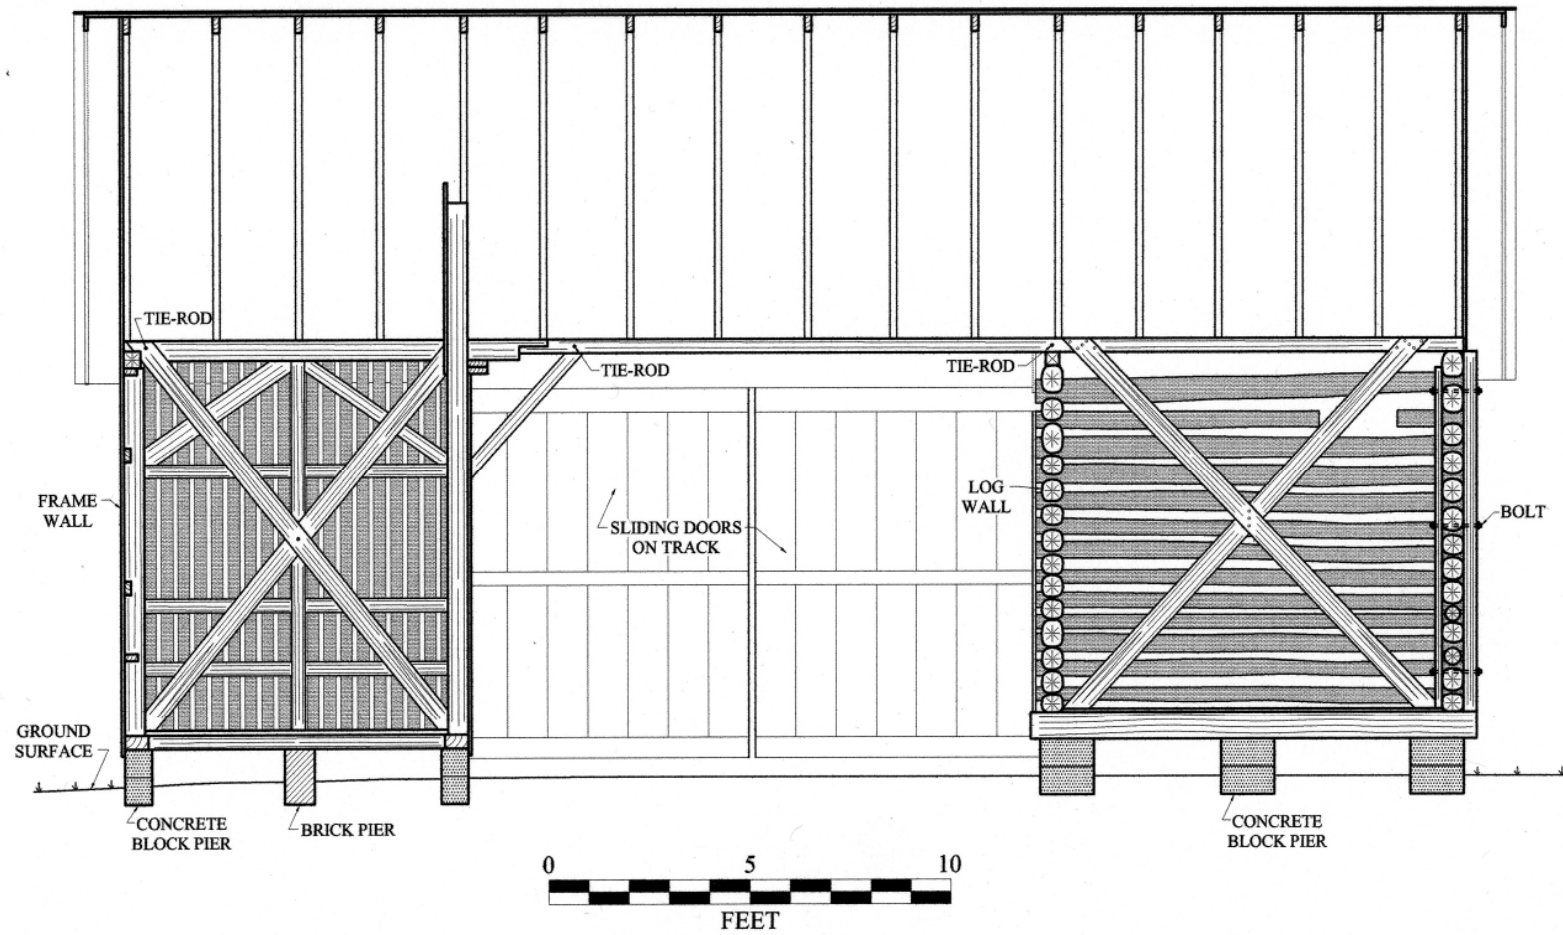 TIE-ROD
TIE-ROD
TIE-ROD
FRAME
WALL
LOG
WALL
BOLT
SLIDING DOORS
ON TRACK
GROUND
SURFACE
CONCRETE
BLOCK PIER
BRICK PIER
CONCRETE
BLOCK PIER
0 5 10
FEET